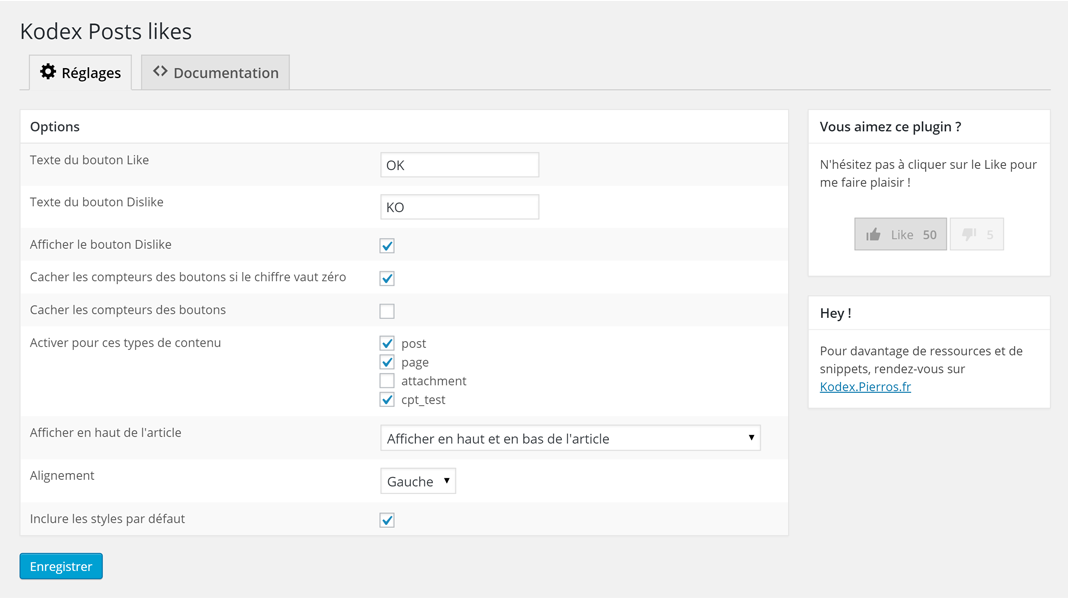 Kodex Posts likes
Réglages
Documentation
Options
Texte du bouton Like
OK
Texte du bouton Dislike
KO
Afficher le bouton Dislike
Cacher les compteurs des boutons si le chiffre vaut zéro
Cacher les compteurs des boutons
Activer pour ces types de contenu
post
page
attachment
cpt_test
Afficher en haut de l'article
Afficher en haut et en bas de l'article
Alignement
Gauche
Inclure les styles par défaut
Enregistrer
Vous aimez ce plugin ?
N'hésitez pas à cliquer sur le Like pour
me faire plaisir !
Like 50
5
Hey !
Pour davantage de ressources et de
snippets, rendez-vous sur
Kodex.Pierros.fr